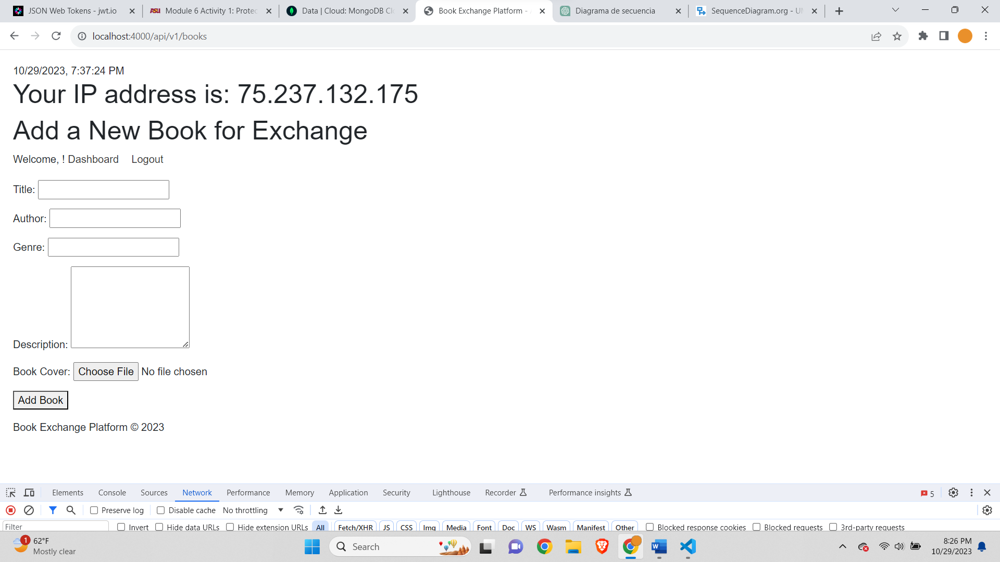 JSON Web Tokens - jwt.io
ASU Module 6 Activity 1: Protec
Data | Cloud: MongoDB Cl
Book Exchange Platform -
Diagrama de secuencia
SequenceDiagram.org - UM
localhost:4000/api/v1/books
10/29/2023, 7:37:24 PM
Your IP address is: 75.237.132.175
Add a New Book for Exchange
Welcome, ! Dashboard Logout
Title:
Author:
Genre:
Description:
Book Cover: Choose File No file chosen
Add Book
Book Exchange Platform © 2023
Elements Console Sources Network Performance Memory Application Security Lighthouse Recorder Performance insights 5
Preserve log Disable cache No throttling
Filter Invert Hide data URLs Hide extension URLs All Fetch/XHR JS CSS Img Media Font Doc WS Wasm Manifest Other Blocked response cookies Blocked requests 3rd-party requests
1 62°F
Mostly clear
Search
8:26 PM
10/29/2023